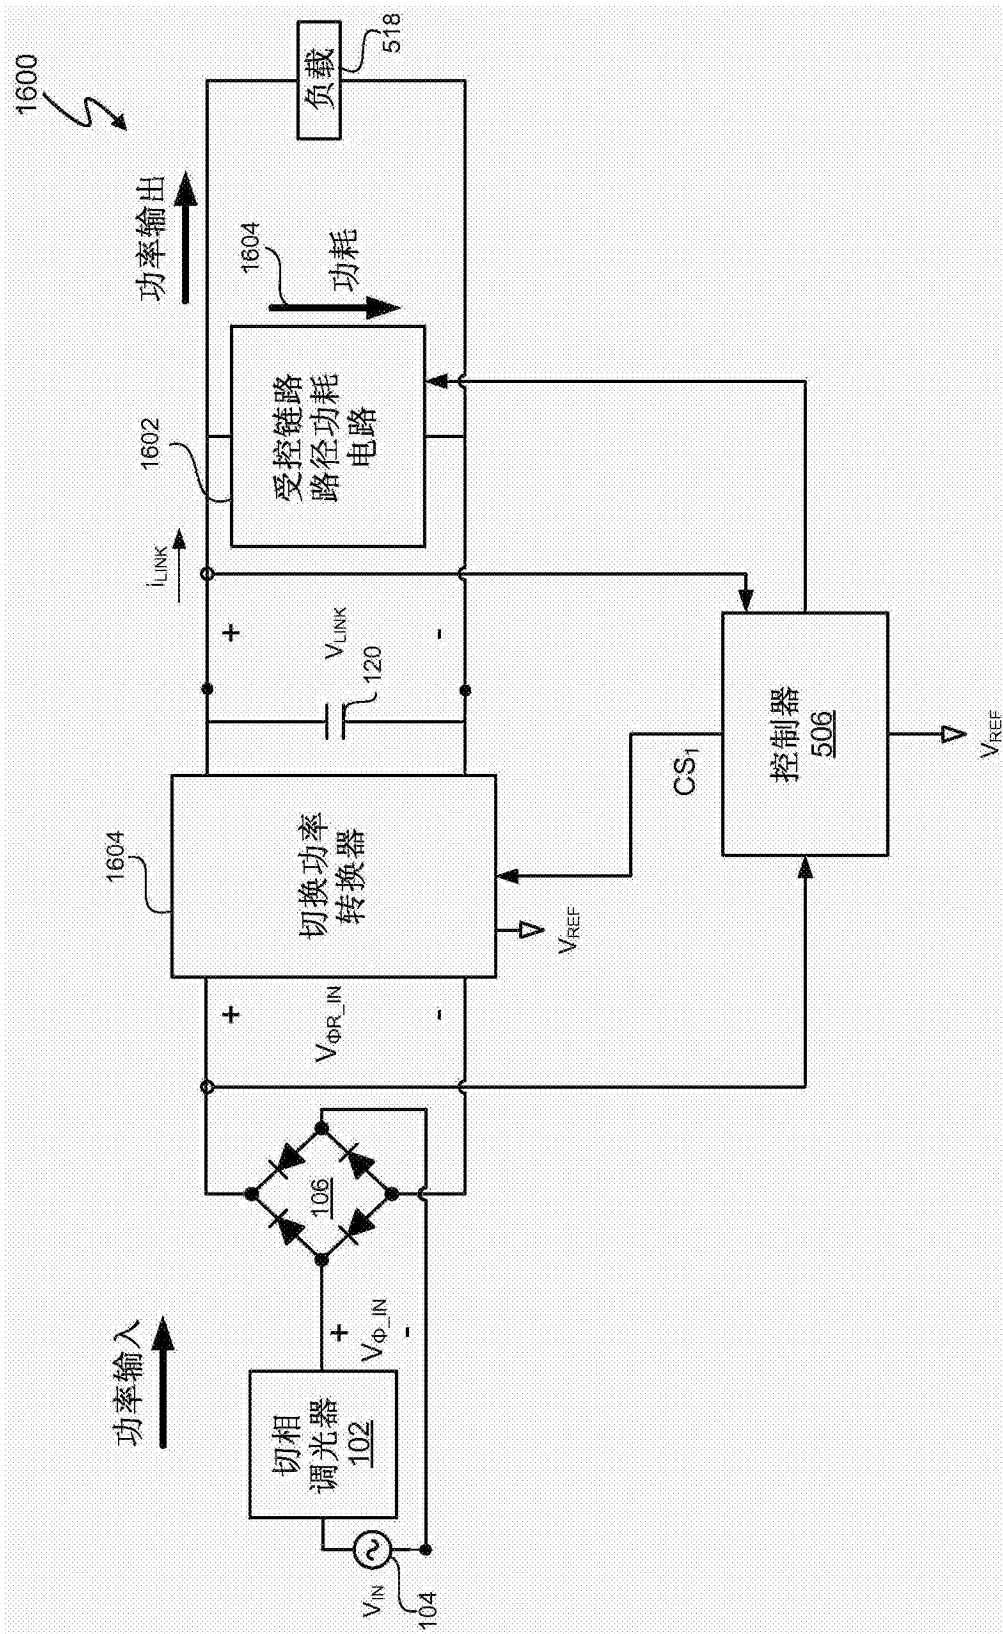 1600
功率输入
功率输出
V_IN
104
切相
调光器
102
+
V_Φ_IN
-
106
+
V_ΦR_IN
-
1604
切换功率
转换器
V_REF
+
V_LINK
-
120
i_LINK
1602
受控链路
路径功耗
电路
1604
功耗
负载
518
CS_1
控制器
506
V_REF